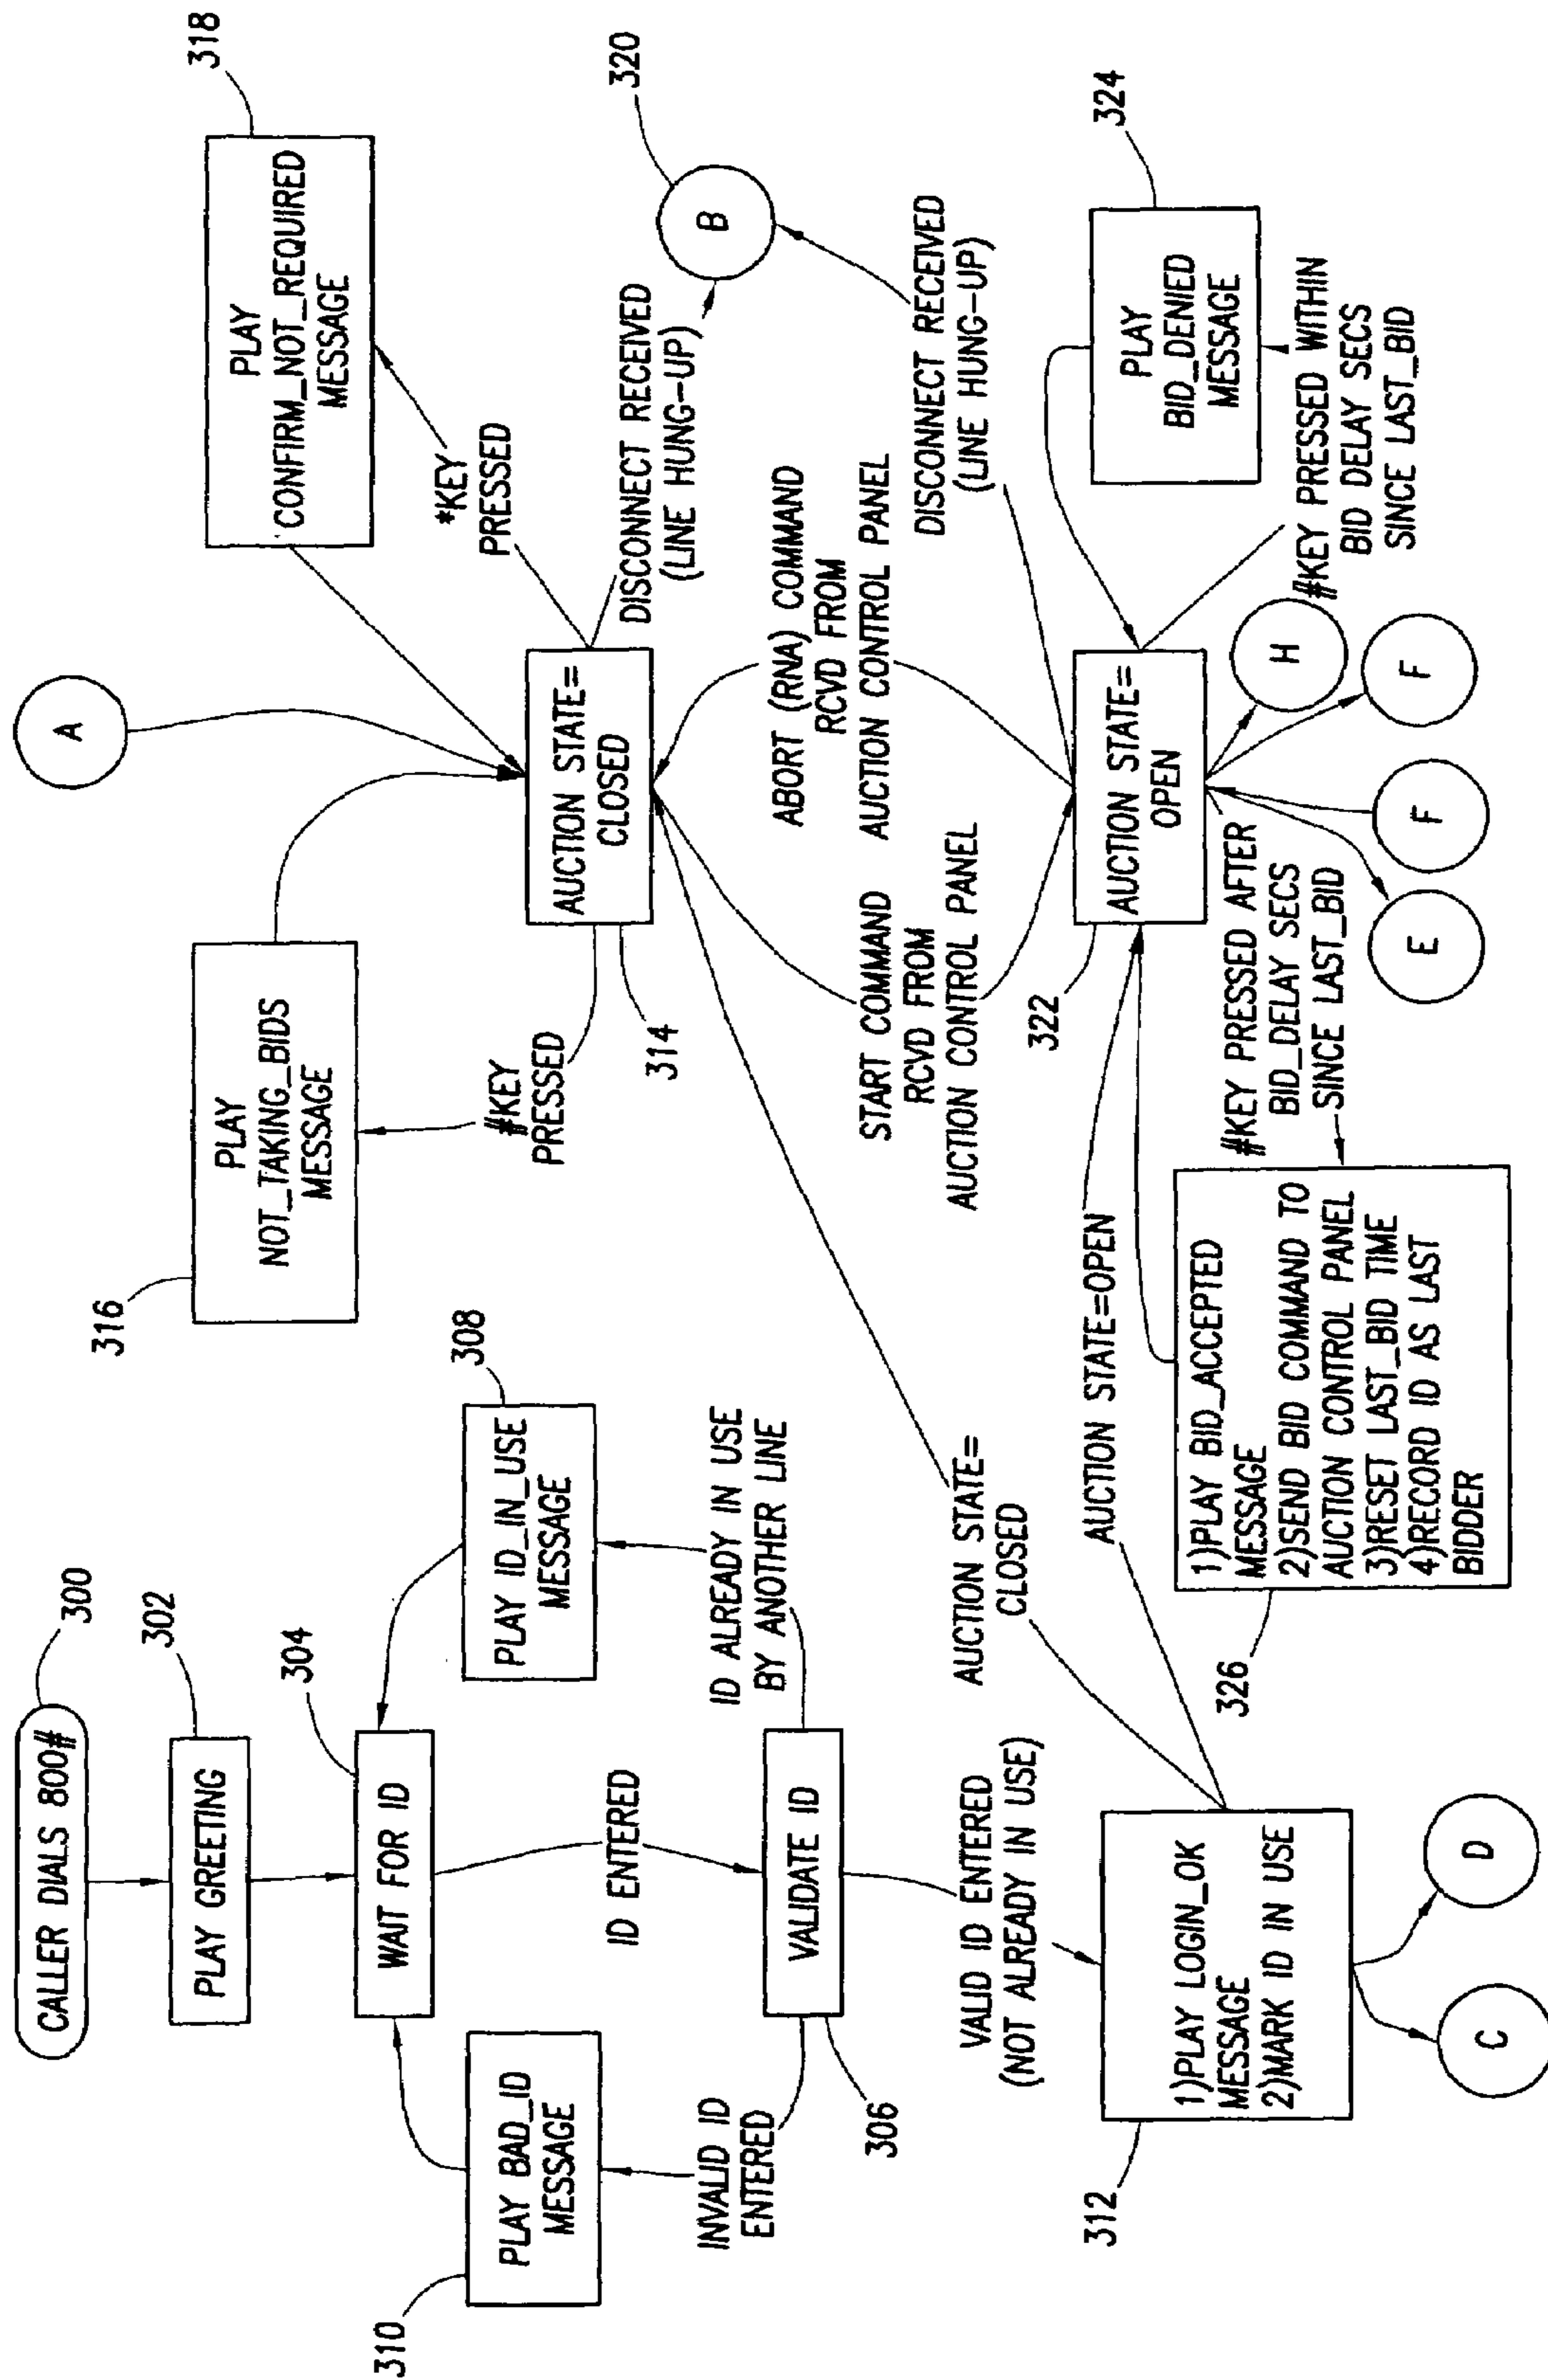 CALLER DIALS 800#
300
PLAY GREETING
302
WAIT FOR ID
304
PLAY BAD_ID
MESSAGE
310
PLAY ID_IN_USE
MESSAGE
308
ID ENTERED
INVALID ID
ENTERED
ID ALREADY IN USE
BY ANOTHER LINE
VALIDATE ID
306
VALID ID ENTERED
(NOT ALREADY IN USE)
1)PLAY LOGIN_OK
MESSAGE
2)MARK ID IN USE
312
C
D
AUCTION STATE=
CLOSED
AUCTION STATE=OPEN
A
PLAY
NOT_TAKING_BIDS
MESSAGE
316
PLAY
CONFIRM_NOT_REQUIRED
MESSAGE
318
#KEY
PRESSED
*KEY
PRESSED
AUCTION STATE=
CLOSED
314
DISCONNECT RECEIVED
(LINE HUNG-UP)
B
320
START COMMAND
RCVD FROM
AUCTION CONTROL PANEL
ABORT (RNA) COMMAND
RCVD FROM
AUCTION CONTROL PANEL
DISCONNECT RECEIVED
(LINE HUNG-UP)
AUCTION STATE=
OPEN
322
PLAY
BID_DENIED
MESSAGE
324
#KEY PRESSED AFTER
BID_DELAY SECS
SINCE LAST_BID
#KEY PRESSED WITHIN
BID DELAY SECS
SINCE LAST_BID
1)PLAY BID_ACCEPTED
MESSAGE
2)SEND BID COMMAND TO
AUCTION CONTROL PANEL
3)RESET LAST_BID TIME
4)RECORD ID AS LAST
BIDDER
326
E
F
F
H